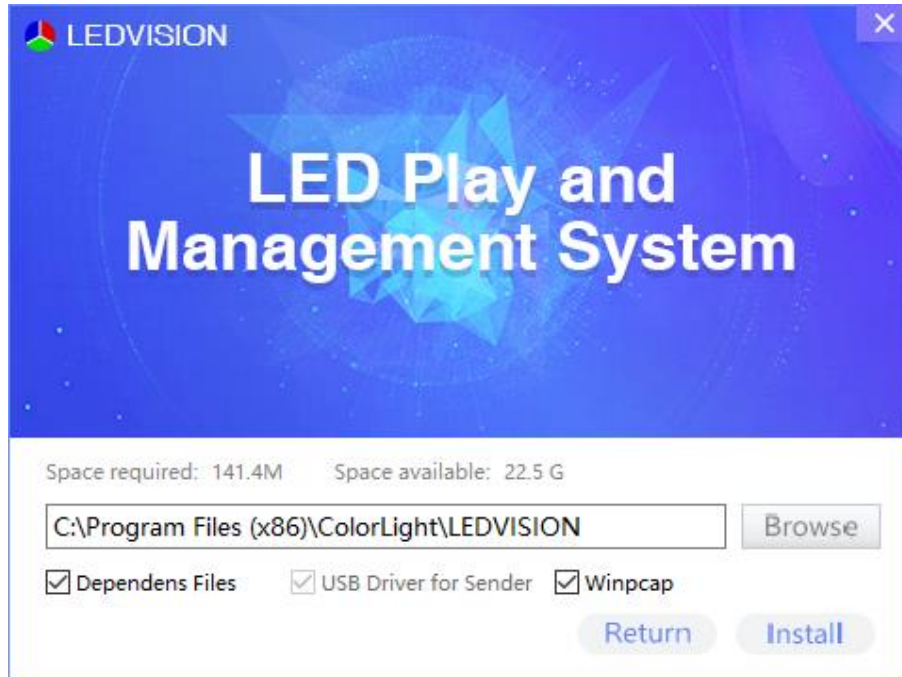 LEDVISION
LED Play and
Management System
Space required: 141.4M Space available: 22.5 G
C:\Program Files (x86)\ColorLight\LEDVISION Browse
Dependens Files USB Driver for Sender Winpcap
Return Install